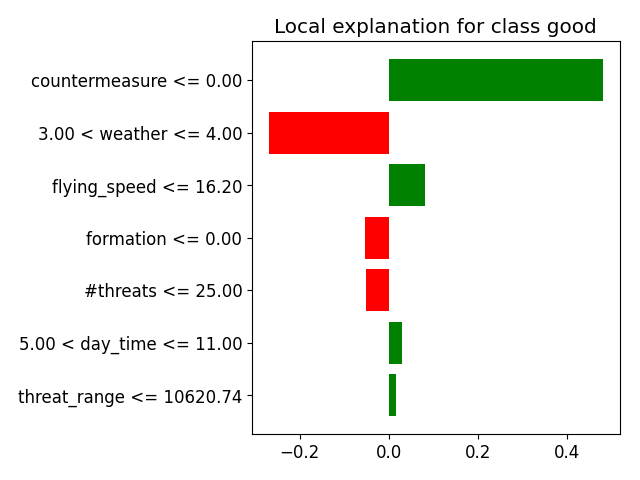 Local explanation for class good
countermeasure <= 0.00
3.00 < weather <= 4.00
flying_speed <= 16.20
formation <= 0.00
#threats <= 25.00
5.00 < day_time <= 11.00
threat_range <= 10620.74
−0.2 0.0 0.2 0.4